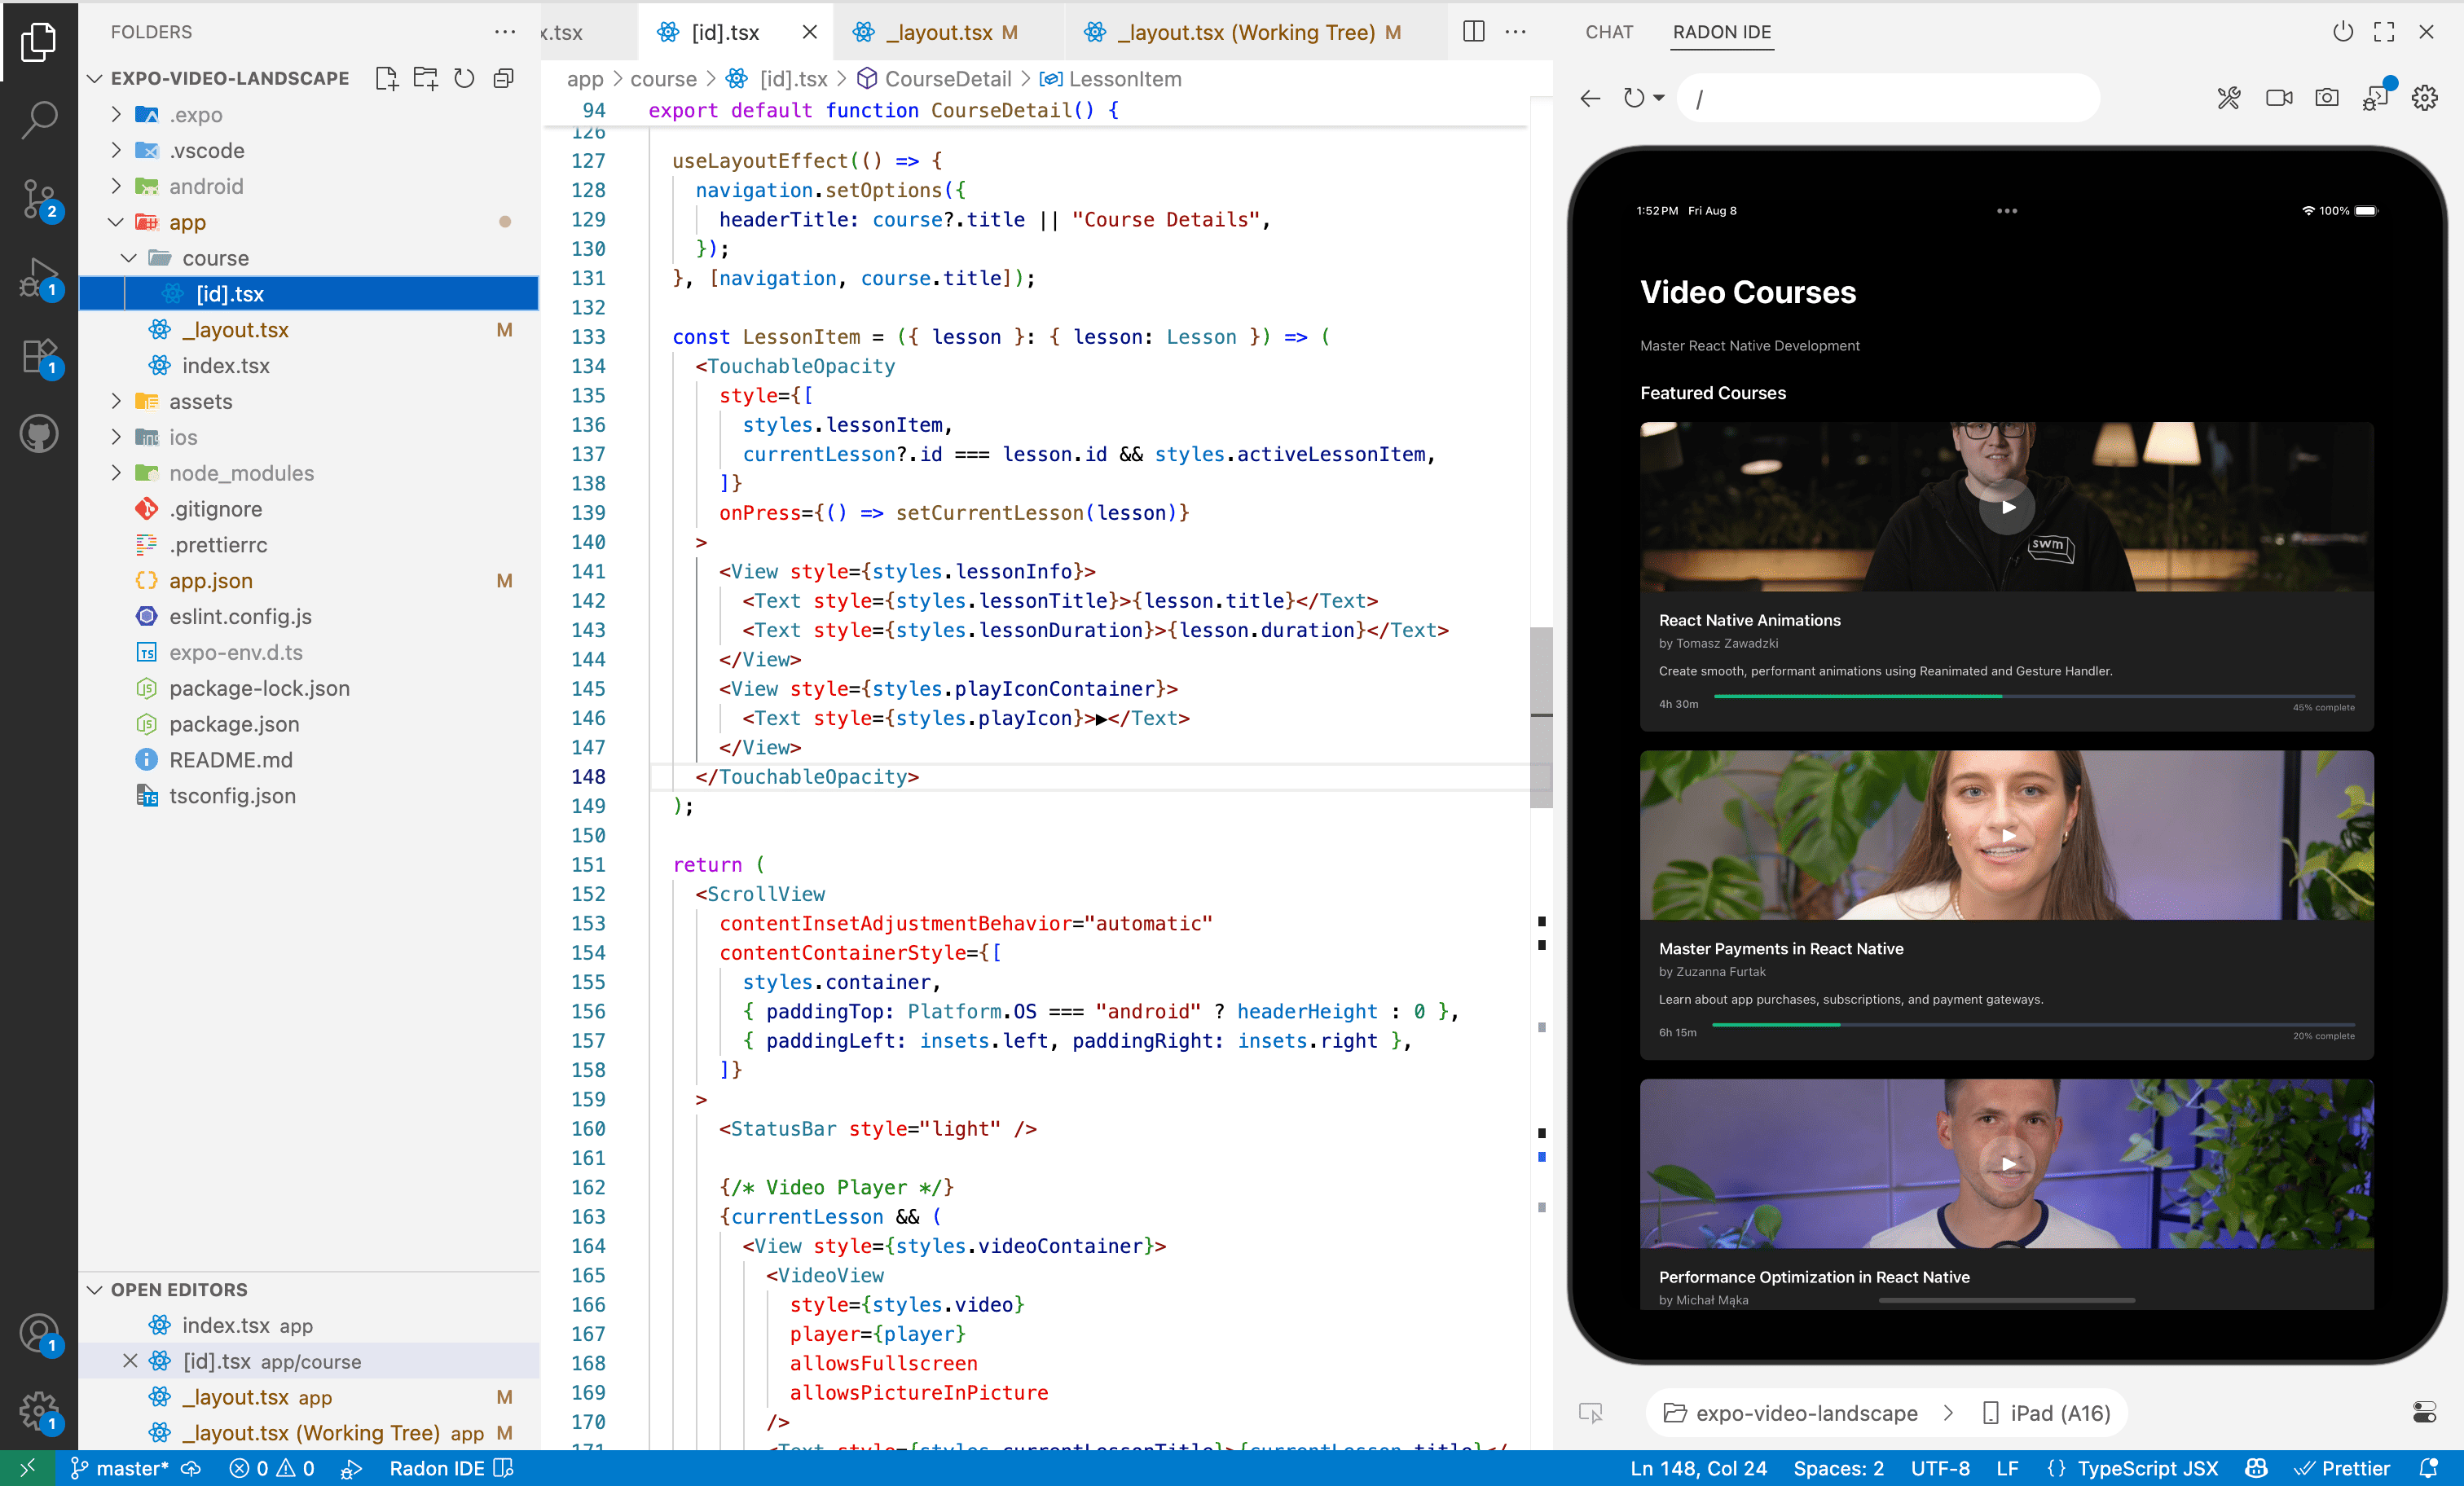 FOLDERS
EXPO-VIDEO-LANDSCAPE
.expo
.vscode
android
app
course
[id].tsx
_layout.tsx M
index.tsx
assets
ios
node_modules
.gitignore
.prettierrc
app.json M
eslint.config.js
expo-env.d.ts
package-lock.json
package.json
README.md
tsconfig.json
OPEN EDITORS
index.tsx app
[id].tsx app/course
_layout.tsx app M
_layout.tsx (Working Tree) app M
2
1
1
1
1
x.tsx [id].tsx _layout.tsx M _layout.tsx (Working Tree) M
app > course > [id].tsx > CourseDetail > LessonItem
94 export default function CourseDetail() {
126
127 useLayoutEffect(() => {
128 navigation.setOptions({
129 headerTitle: course?.title || "Course Details",
130 });
131 }, [navigation, course.title]);
132
133 const LessonItem = ({ lesson }: { lesson: Lesson }) => (
134 <TouchableOpacity
135 style={[
136 styles.lessonItem,
137 currentLesson?.id === lesson.id && styles.activeLessonItem,
138 ]}
139 onPress={() => setCurrentLesson(lesson)}
140 >
141 <View style={styles.lessonInfo}>
142 <Text style={styles.lessonTitle}>{lesson.title}</Text>
143 <Text style={styles.lessonDuration}>{lesson.duration}</Text>
144 </View>
145 <View style={styles.playIconContainer}>
146 <Text style={styles.playIcon}>▶</Text>
147 </View>
148 </TouchableOpacity>
149 );
150
151 return (
152 <ScrollView
153 contentInsetAdjustmentBehavior="automatic"
154 contentContainerStyle={[
155 styles.container,
156 { paddingTop: Platform.OS === "android" ? headerHeight : 0 },
157 { paddingLeft: insets.left, paddingRight: insets.right },
158 ]}
159 >
160 <StatusBar style="light" />
161
162 {/* Video Player */}
163 {currentLesson && (
164 <View style={styles.videoContainer}>
165 <VideoView
166 style={styles.video}
167 player={player}
168 allowsFullscreen
169 allowsPictureInPicture
170 />
171 <Text style={styles.currentLessonTitle}>{currentLesson.title}</
CHAT RADON IDE
/
1:52 PM Fri Aug 8
100%
Video Courses
Master React Native Development
Featured Courses
swm
React Native Animations
by Tomasz Zawadzki
Create smooth, performant animations using Reanimated and Gesture Handler.
4h 30m
45% complete
Master Payments in React Native
by Zuzanna Furtak
Learn about app purchases, subscriptions, and payment gateways.
6h 15m
20% complete
Performance Optimization in React Native
by Michał Mąka
expo-video-landscape > iPad (A16)
master* 0 0 Radon IDE
Ln 148, Col 24 Spaces: 2 UTF-8 LF {} TypeScript JSX Prettier